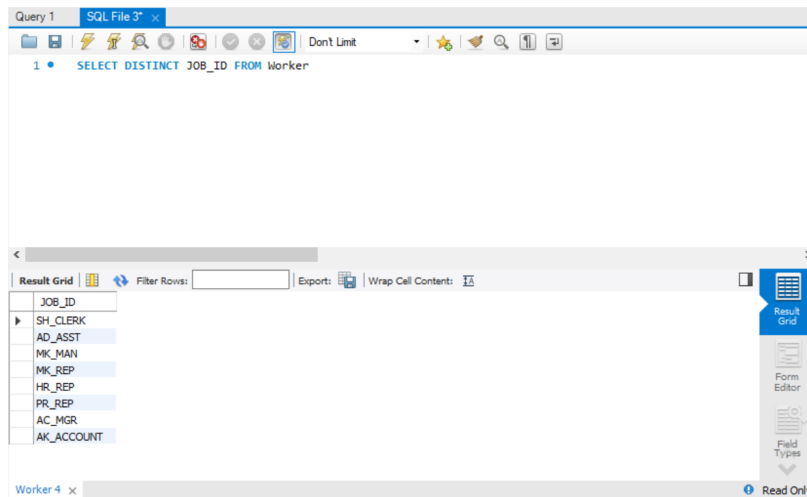 Query 1 SQL File 3*
Don't Limit
1 SELECT DISTINCT JOB_ID FROM Worker
Result Grid Filter Rows: Export: Wrap Cell Content:
JOB_ID
SH_CLERK
AD_ASST
MK_MAN
MK_REP
HR_REP
PR_REP
AC_MGR
AK_ACCOUNT
Result
Grid
Form
Editor
Field
Types
Worker 4 Read Onl